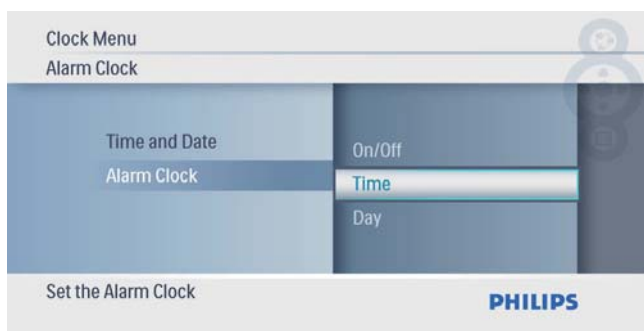 Clock Menu
Alarm Clock
Time and Date
Alarm Clock
On/Off
Time
Day
Set the Alarm Clock
PHILIPS